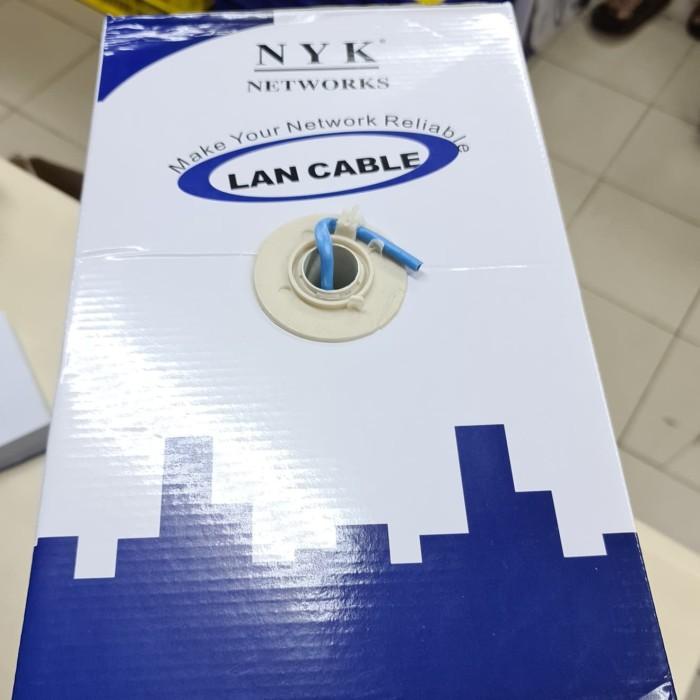 NYK®
NETWORKS
Make Your Network Reliable
LAN CABLE